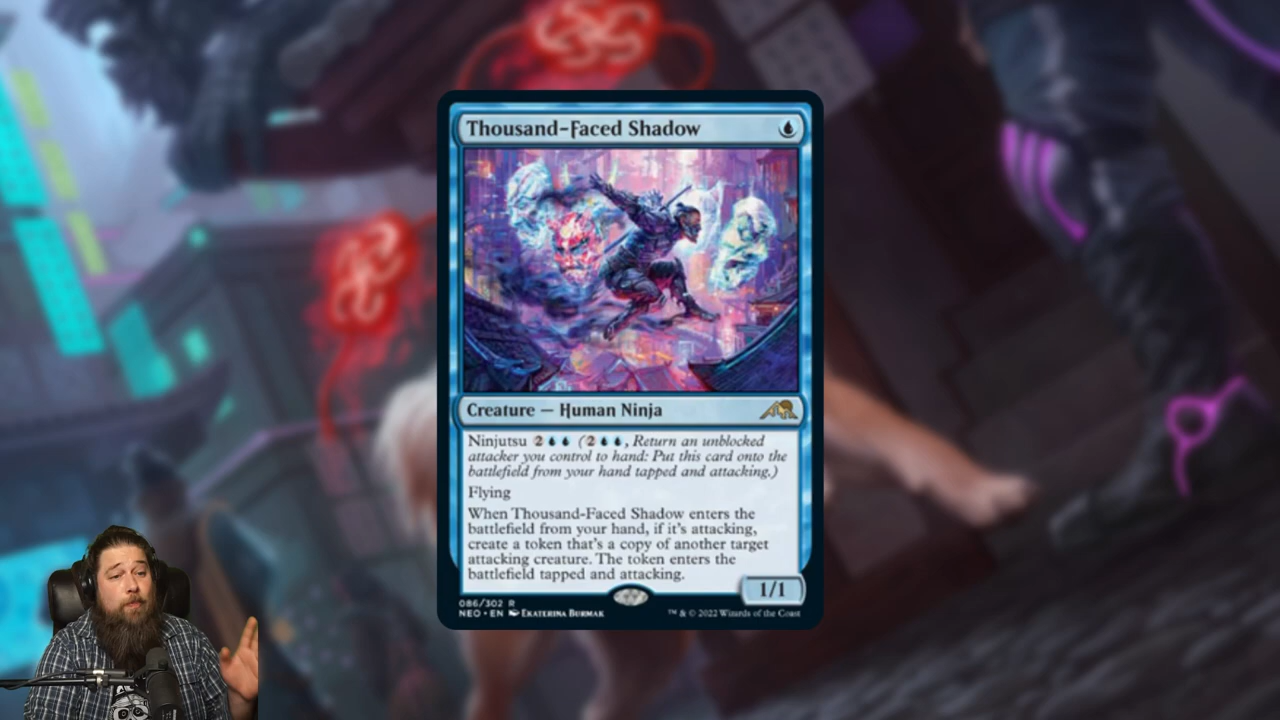 Thousand-Faced Shadow
Creature — Human Ninja
Ninjutsu 2 (2, Return an unblocked
attacker you control to hand: Put this card onto the
battlefield from your hand tapped and attacking.)
Flying
When Thousand-Faced Shadow enters the
battlefield from your hand, if it's attacking,
create a token that's a copy of another target
attacking creature. The token enters the
battlefield tapped and attacking.
1/1
086/302 R
NEO • EN Ekaterina Burmak ™ & © 2022 Wizards of the Coast